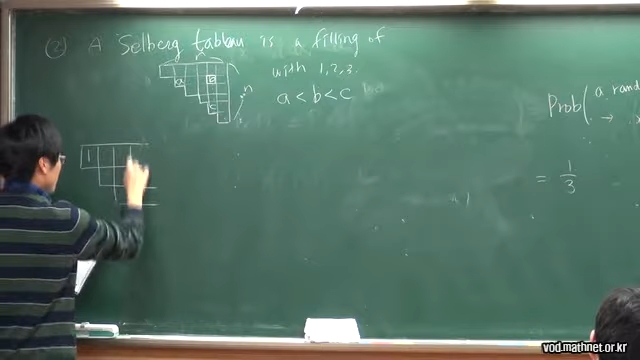 (2) A Selberg tableau is a filling of
with 1, 2, 3.
a
B
n
c
a < b < c
Prob( a rand
→
= 1/3
1
vod.mathnet.or.kr